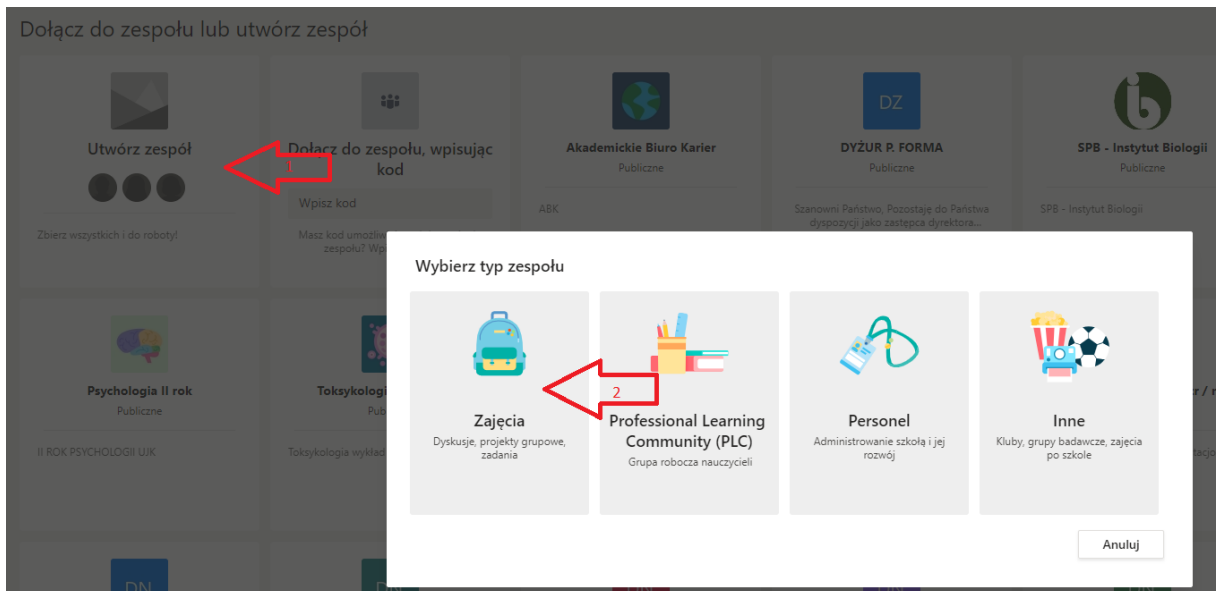 Dołącz do zespołu lub utwórz zespół
Utwórz zespół
Zbierz wszystkich i do roboty!
1
Dołącz do zespołu, wpisując
kod
Wpisz kod
Masz kod umożliw
zespołu? Wpi
Akademickie Biuro Karier
Publiczne
ABK
DZ
DYŻUR P. FORMA
Publiczne
Szanowni Państwo, Pozostaję do Państwa
dyspozycji jako zastępca dyrektora...
SPB - Instytut Biologii
Publiczne
SPB - Instytut Biologii
Psychologia II rok
Publiczne
II ROK PSYCHOLOGII UJK
Toksykologi
Pub
Toksykologia wykład
Wybierz typ zespołu
Zajęcia
Dyskusje, projekty grupowe,
zadania
2
Professional Learning
Community (PLC)
Grupa robocza nauczycieli
Personel
Administrowanie szkołą i jej
rozwój
Inne
Kluby, grupy badawcze, zajęcia
po szkole
Anuluj
DN